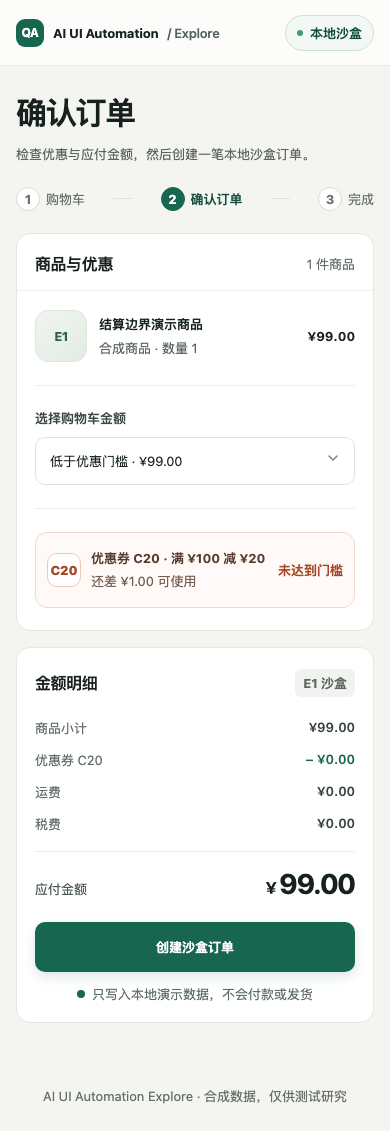 QA AI UI Automation / Explore 本地沙盒
确认订单
检查优惠与应付金额，然后创建一笔本地沙盒订单。
1 购物车 2 确认订单 3 完成
商品与优惠 1 件商品
E1 结算边界演示商品 ¥99.00
合成商品 · 数量 1
选择购物车金额
低于优惠门槛 · ¥99.00
C20 优惠券 C20 · 满 ¥100 减 ¥20 未达到门槛
还差 ¥1.00 可使用
金额明细 E1 沙盒
商品小计 ¥99.00
优惠券 C20 − ¥0.00
运费 ¥0.00
税费 ¥0.00
应付金额 ¥99.00
创建沙盒订单
只写入本地演示数据，不会付款或发货
AI UI Automation Explore · 合成数据，仅供测试研究